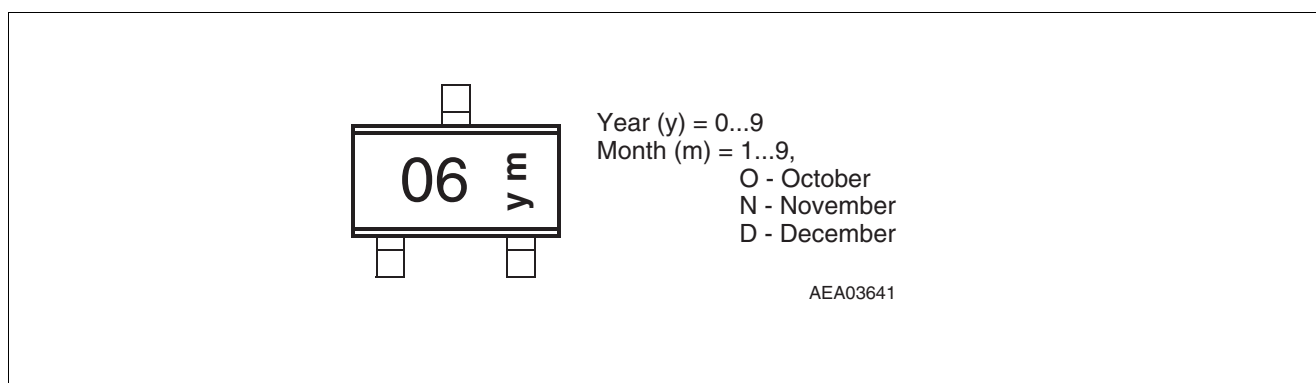 06
y m
Year (y) = 0...9
Month (m) = 1...9,
O - October
N - November
D - December
AEA03641